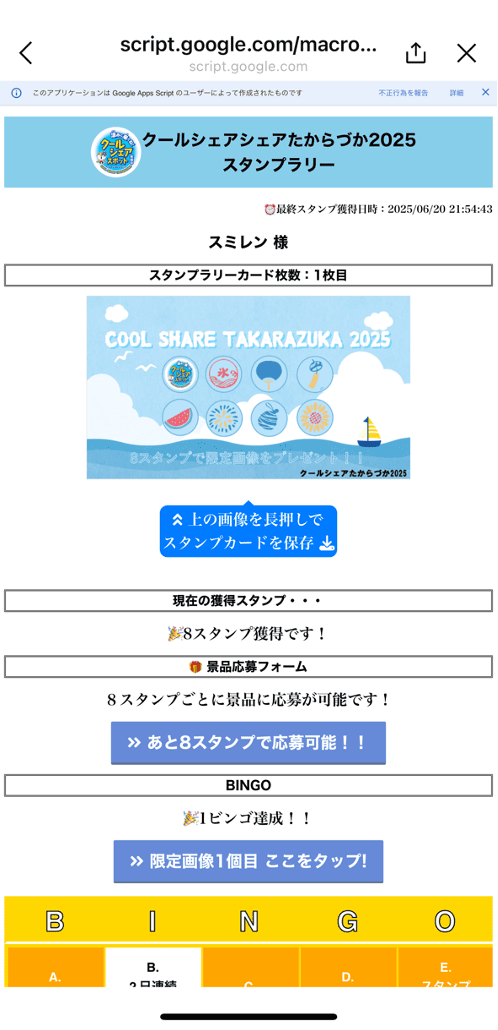 script.google.com/macro...
script.google.com
このアプリケーションは Google Apps Script のユーザーによって作成されたものです 不正行為を報告 詳細
クールシェアシェアたからづか2025
スタンプラリー
クール
シェア
スポット
⏰最終スタンプ獲得日時：2025/06/20 21:54:43
スミレン 様
スタンプラリーカード枚数：1枚目
COOL SHARE TAKARAZUKA 2025
氷
8スタンプで限定画像をプレゼント！！
クールシェアたからづか2025
上の画像を長押しで
スタンプカードを保存
現在の獲得スタンプ・・・
🎉8スタンプ獲得です！
🎁 景品応募フォーム
８スタンプごとに景品に応募が可能です！
あと8スタンプで応募可能！！
BINGO
🎉1ビンゴ達成！！
限定画像1個目 ここをタップ!
B I N G O
A.
B.
2日連続
C.
D.
E.
スタンプ